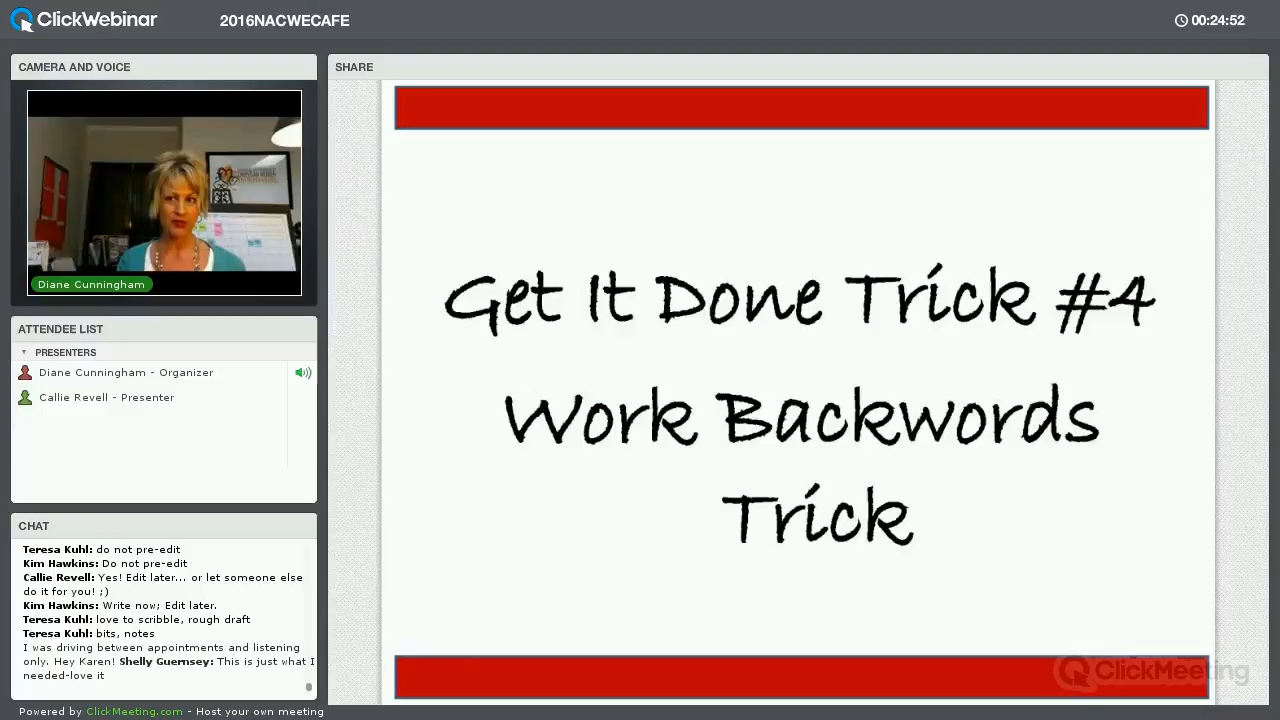 ClickWebinar
2016NACWECAFE
00:24:52
CAMERA AND VOICE
Diane Cunningham
ATTENDEE LIST
PRESENTERS
Diane Cunningham - Organizer
Callie Revell - Presenter
CHAT
Teresa Kuhl: do not pre-edit
Kim Hawkins: Do not pre-edit
Callie Revell: Yes! Edit later... or let someone else
do it for you! ;)
Kim Hawkins: Write now; Edit later.
Teresa Kuhl: love to scribble, rough draft
Teresa Kuhl: bits, notes
I was driving between appointments and listening
only. Shelly Guernsey: This is just what I
needed-love it
Powered by ClickMeeting.com - Host your own meeting
SHARE
Get It Done Trick #4
Work Backwords
Trick
ClickMeeting